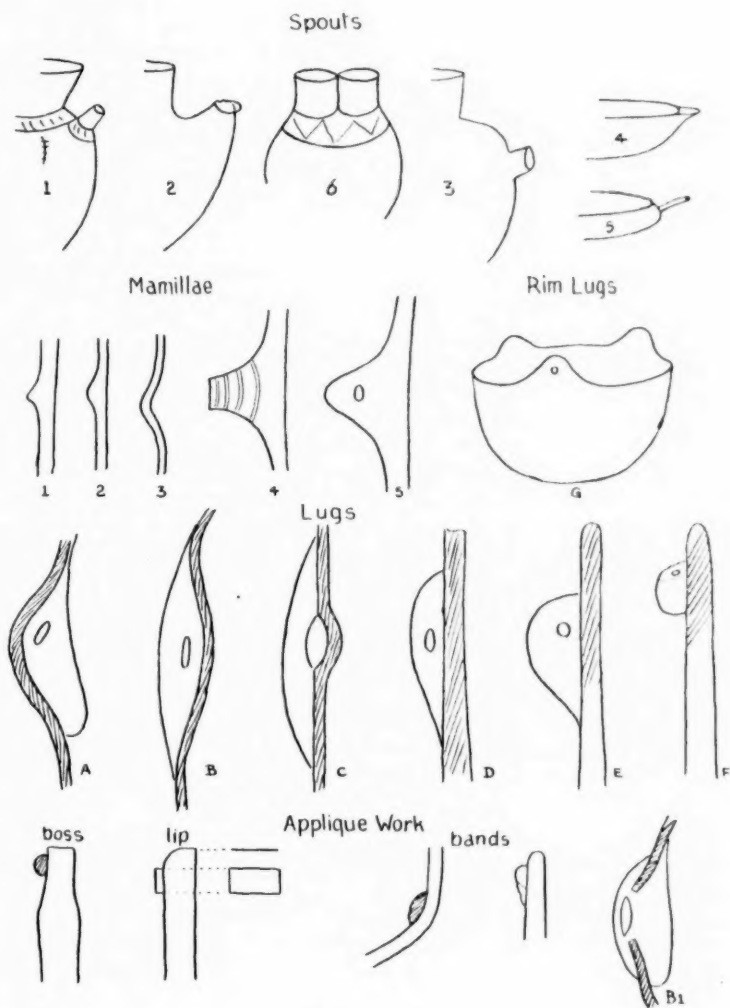 Spouts
1 2 6 3 4
5
Mamillae Rim Lugs
1 2 3 4 5 G
Lugs
A B C D E F
Applique Work
boss lip bands
B1